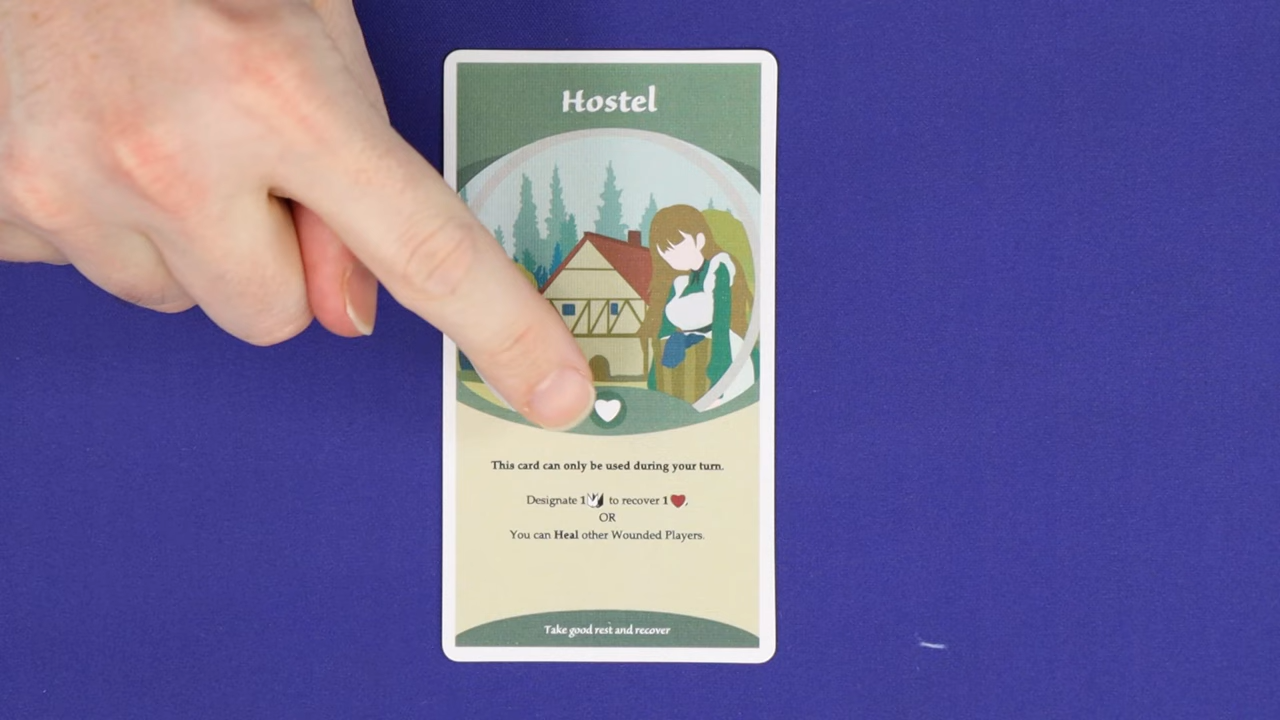 Hostel
This card can only be used during your turn.
Designate 1 to recover 1 ,
OR
You can Heal other Wounded Players.
Take good rest and recover